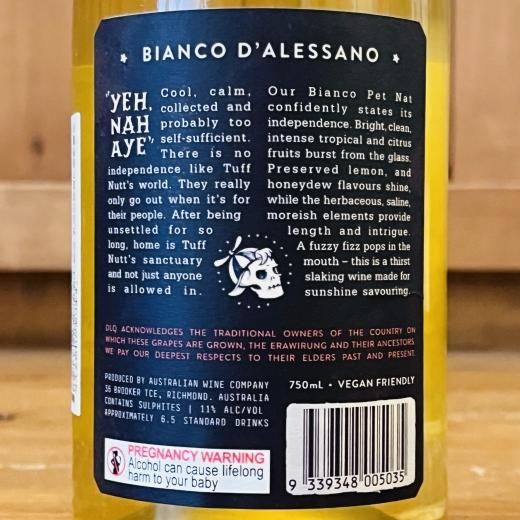 BIANCO D'ALESSANO
"YEH, NAH AYE",
Cool, calm,
collected and
probably too
self-sufficient.
There is no
independence like Tuff
Nutt's world. They really
only go out when it's for
their people. After being
unsettled for so
long, home is Tuff
Nutt's sanctuary
and not just anyone
is allowed in.
Our Bianco Pet Nat
confidently states its
independence. Bright, clean,
intense tropical and citrus
fruits burst from the glass.
Preserved lemon, and
honeydew flavours shine,
while the herbaceous, saline,
moreish elements provide
length and intrigue.
A fuzzy fizz pops in the
mouth – this is a thirst
slaking wine made for
sunshine savouring.
DLQ ACKNOWLEDGES THE TRADITIONAL OWNERS OF THE COUNTRY ON
WHICH THESE GRAPES ARE GROWN, THE ERAWIRUNG AND THEIR ANCESTORS.
WE PAY OUR DEEPEST RESPECTS TO THEIR ELDERS PAST AND PRESENT.
PRODUCED BY AUSTRALIAN WINE COMPANY
36 BROOKER TCE, RICHMOND. AUSTRALIA
CONTAINS SULPHITES | 11% ALC/VOL
APPROXIMATELY 6.5 STANDARD DRINKS
750mL • VEGAN FRIENDLY
PREGNANCY WARNING
Alcohol can cause lifelong
harm to your baby
9 339348 005035